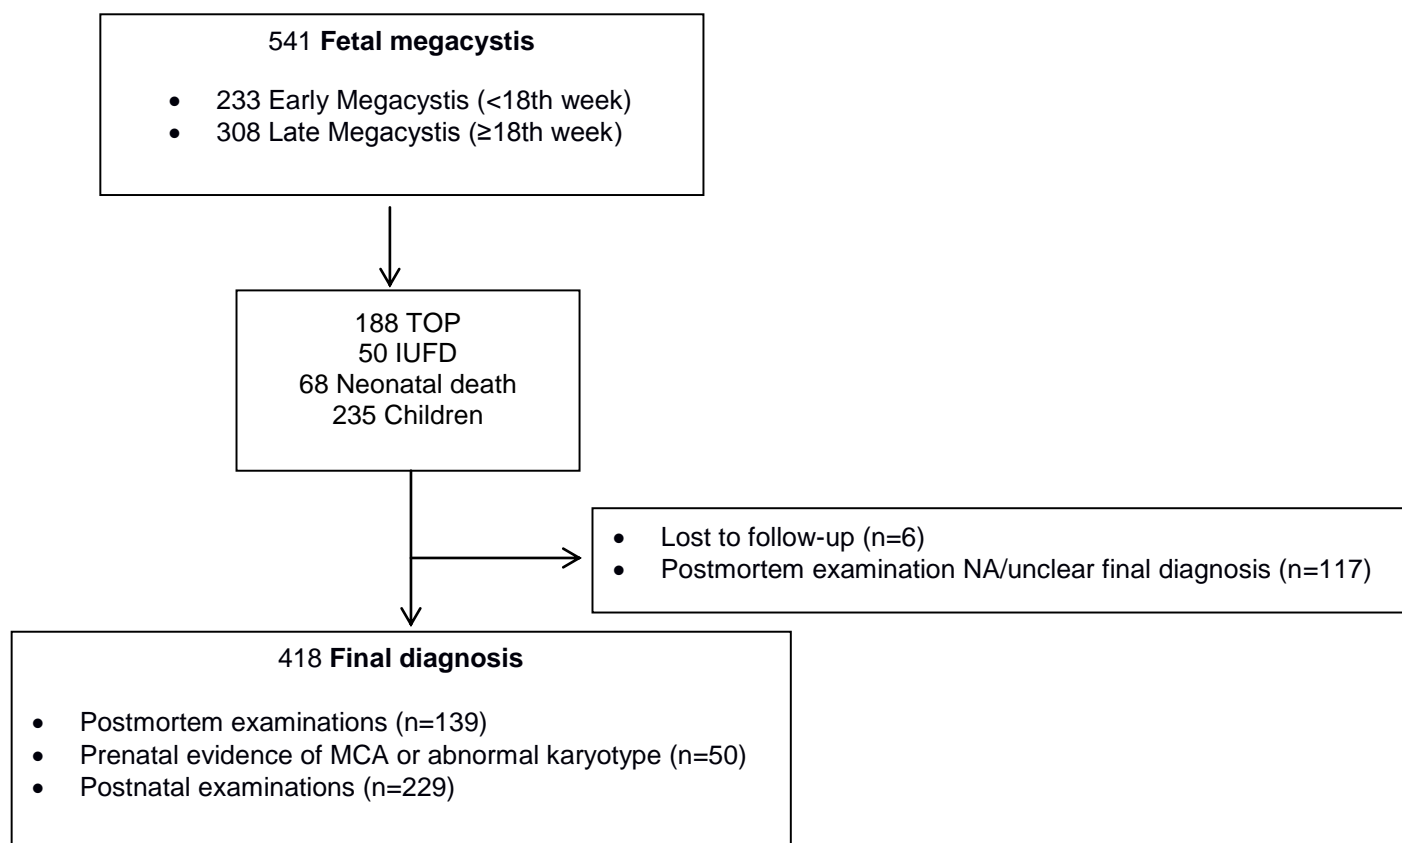 541 Fetal megacystis
• 233 Early Megacystis (<18th week)
• 308 Late Megacystis (≥18th week)
188 TOP
50 IUFD
68 Neonatal death
235 Children
• Lost to follow-up (n=6)
• Postmortem examination NA/unclear final diagnosis (n=117)
418 Final diagnosis
• Postmortem examinations (n=139)
• Prenatal evidence of MCA or abnormal karyotype (n=50)
• Postnatal examinations (n=229)